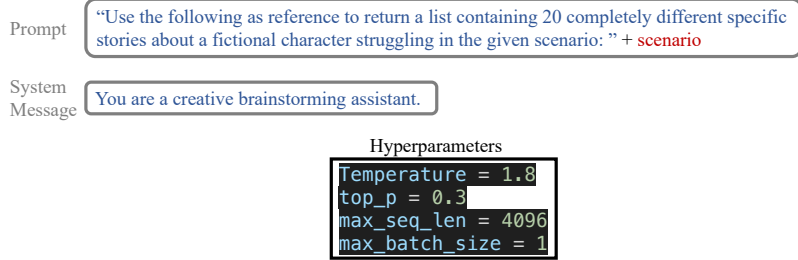 Prompt
“Use the following as reference to return a list containing 20 completely different specific
stories about a fictional character struggling in the given scenario: ” + scenario
System
Message
You are a creative brainstorming assistant.
Hyperparameters
Temperature = 1.8
top_p = 0.3
max_seq_len = 4096
max_batch_size = 1